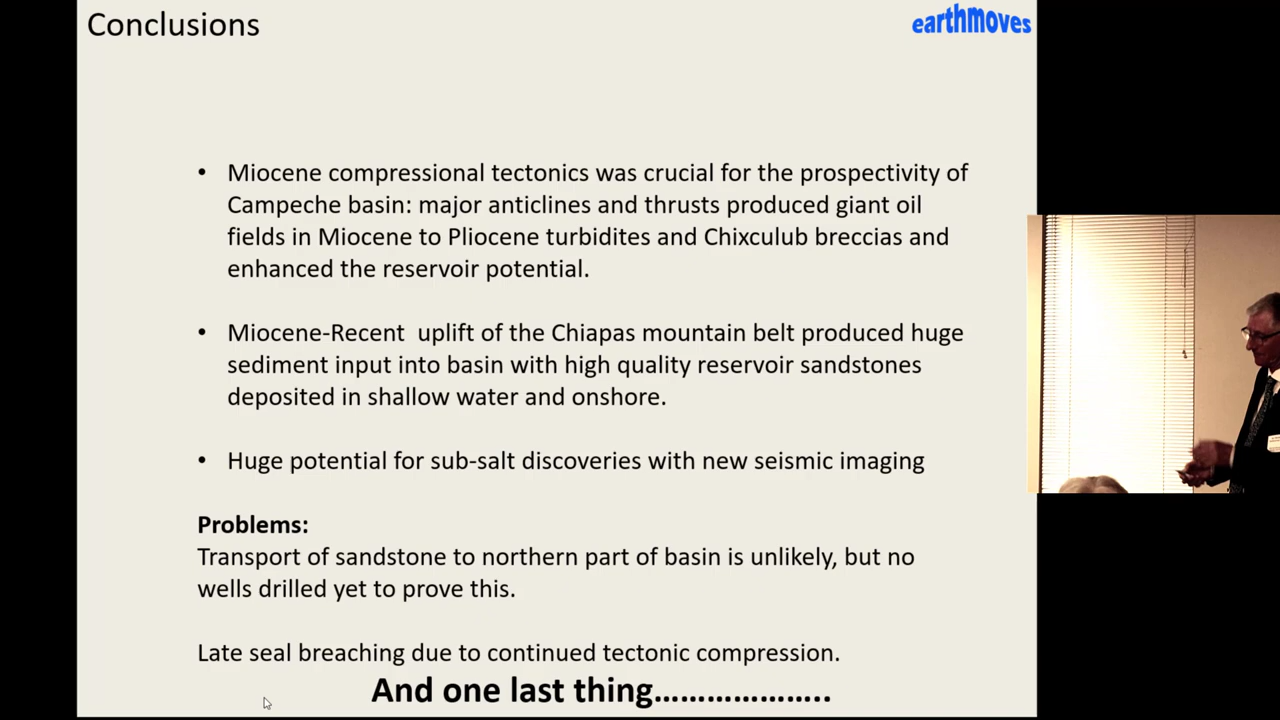 Conclusions
earthmoves
• Miocene compressional tectonics was crucial for the prospectivity of
Campeche basin: major anticlines and thrusts produced giant oil
fields in Miocene to Pliocene turbidites and Chixculub breccias and
enhanced the reservoir potential.
• Miocene-Recent uplift of the Chiapas mountain belt produced huge
sediment input into basin with high quality reservoir sandstones
deposited in shallow water and onshore.
• Huge potential for sub-salt discoveries with new seismic imaging
Problems:
Transport of sandstone to northern part of basin is unlikely, but no
wells drilled yet to prove this.
Late seal breaching due to continued tectonic compression.
And one last thing………………..